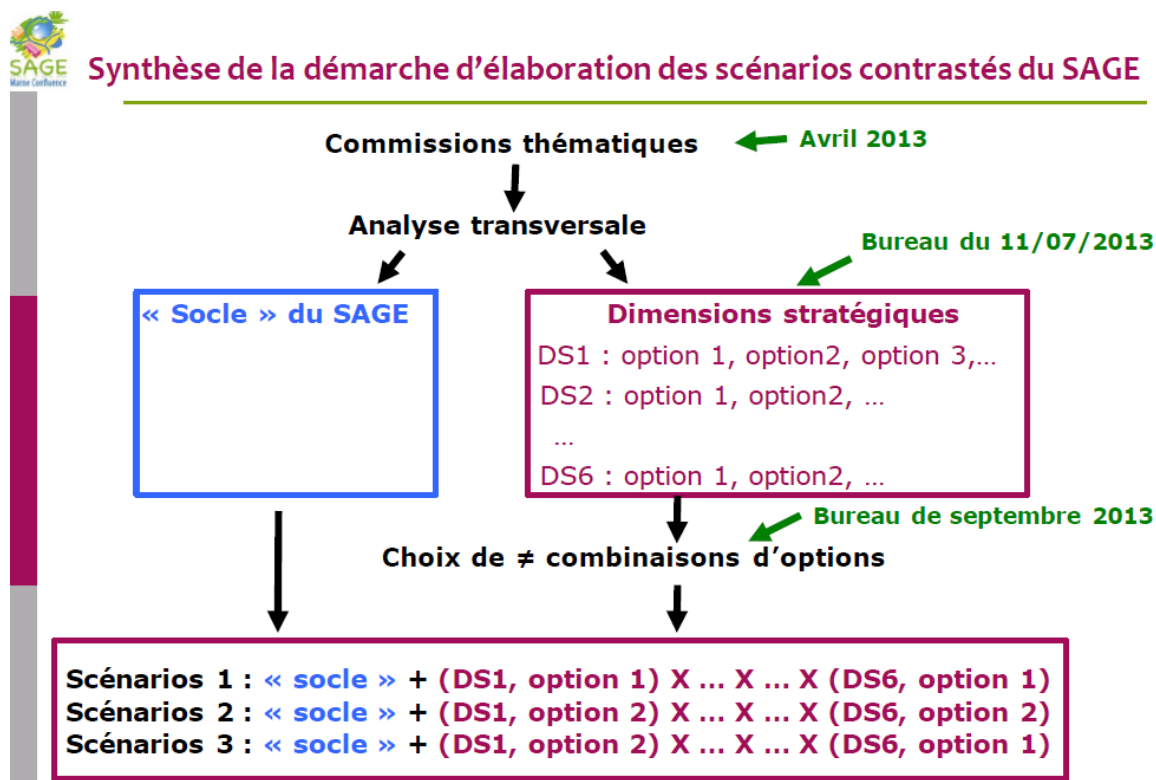 SAGE
Marne Confluence
Synthèse de la démarche d'élaboration des scénarios contrastés du SAGE
Commissions thématiques
Avril 2013
Analyse transversale
Bureau du 11/07/2013
« Socle » du SAGE
Dimensions stratégiques
DS1 : option 1, option2, option 3,...
DS2 : option 1, option2, ...
...
DS6 : option 1, option2, ...
Bureau de septembre 2013
Choix de ≠ combinaisons d'options
Scénarios 1 : « socle » + (DS1, option 1) X ... X ... X (DS6, option 1)
Scénarios 2 : « socle » + (DS1, option 2) X ... X ... X (DS6, option 2)
Scénarios 3 : « socle » + (DS1, option 2) X ... X ... X (DS6, option 1)